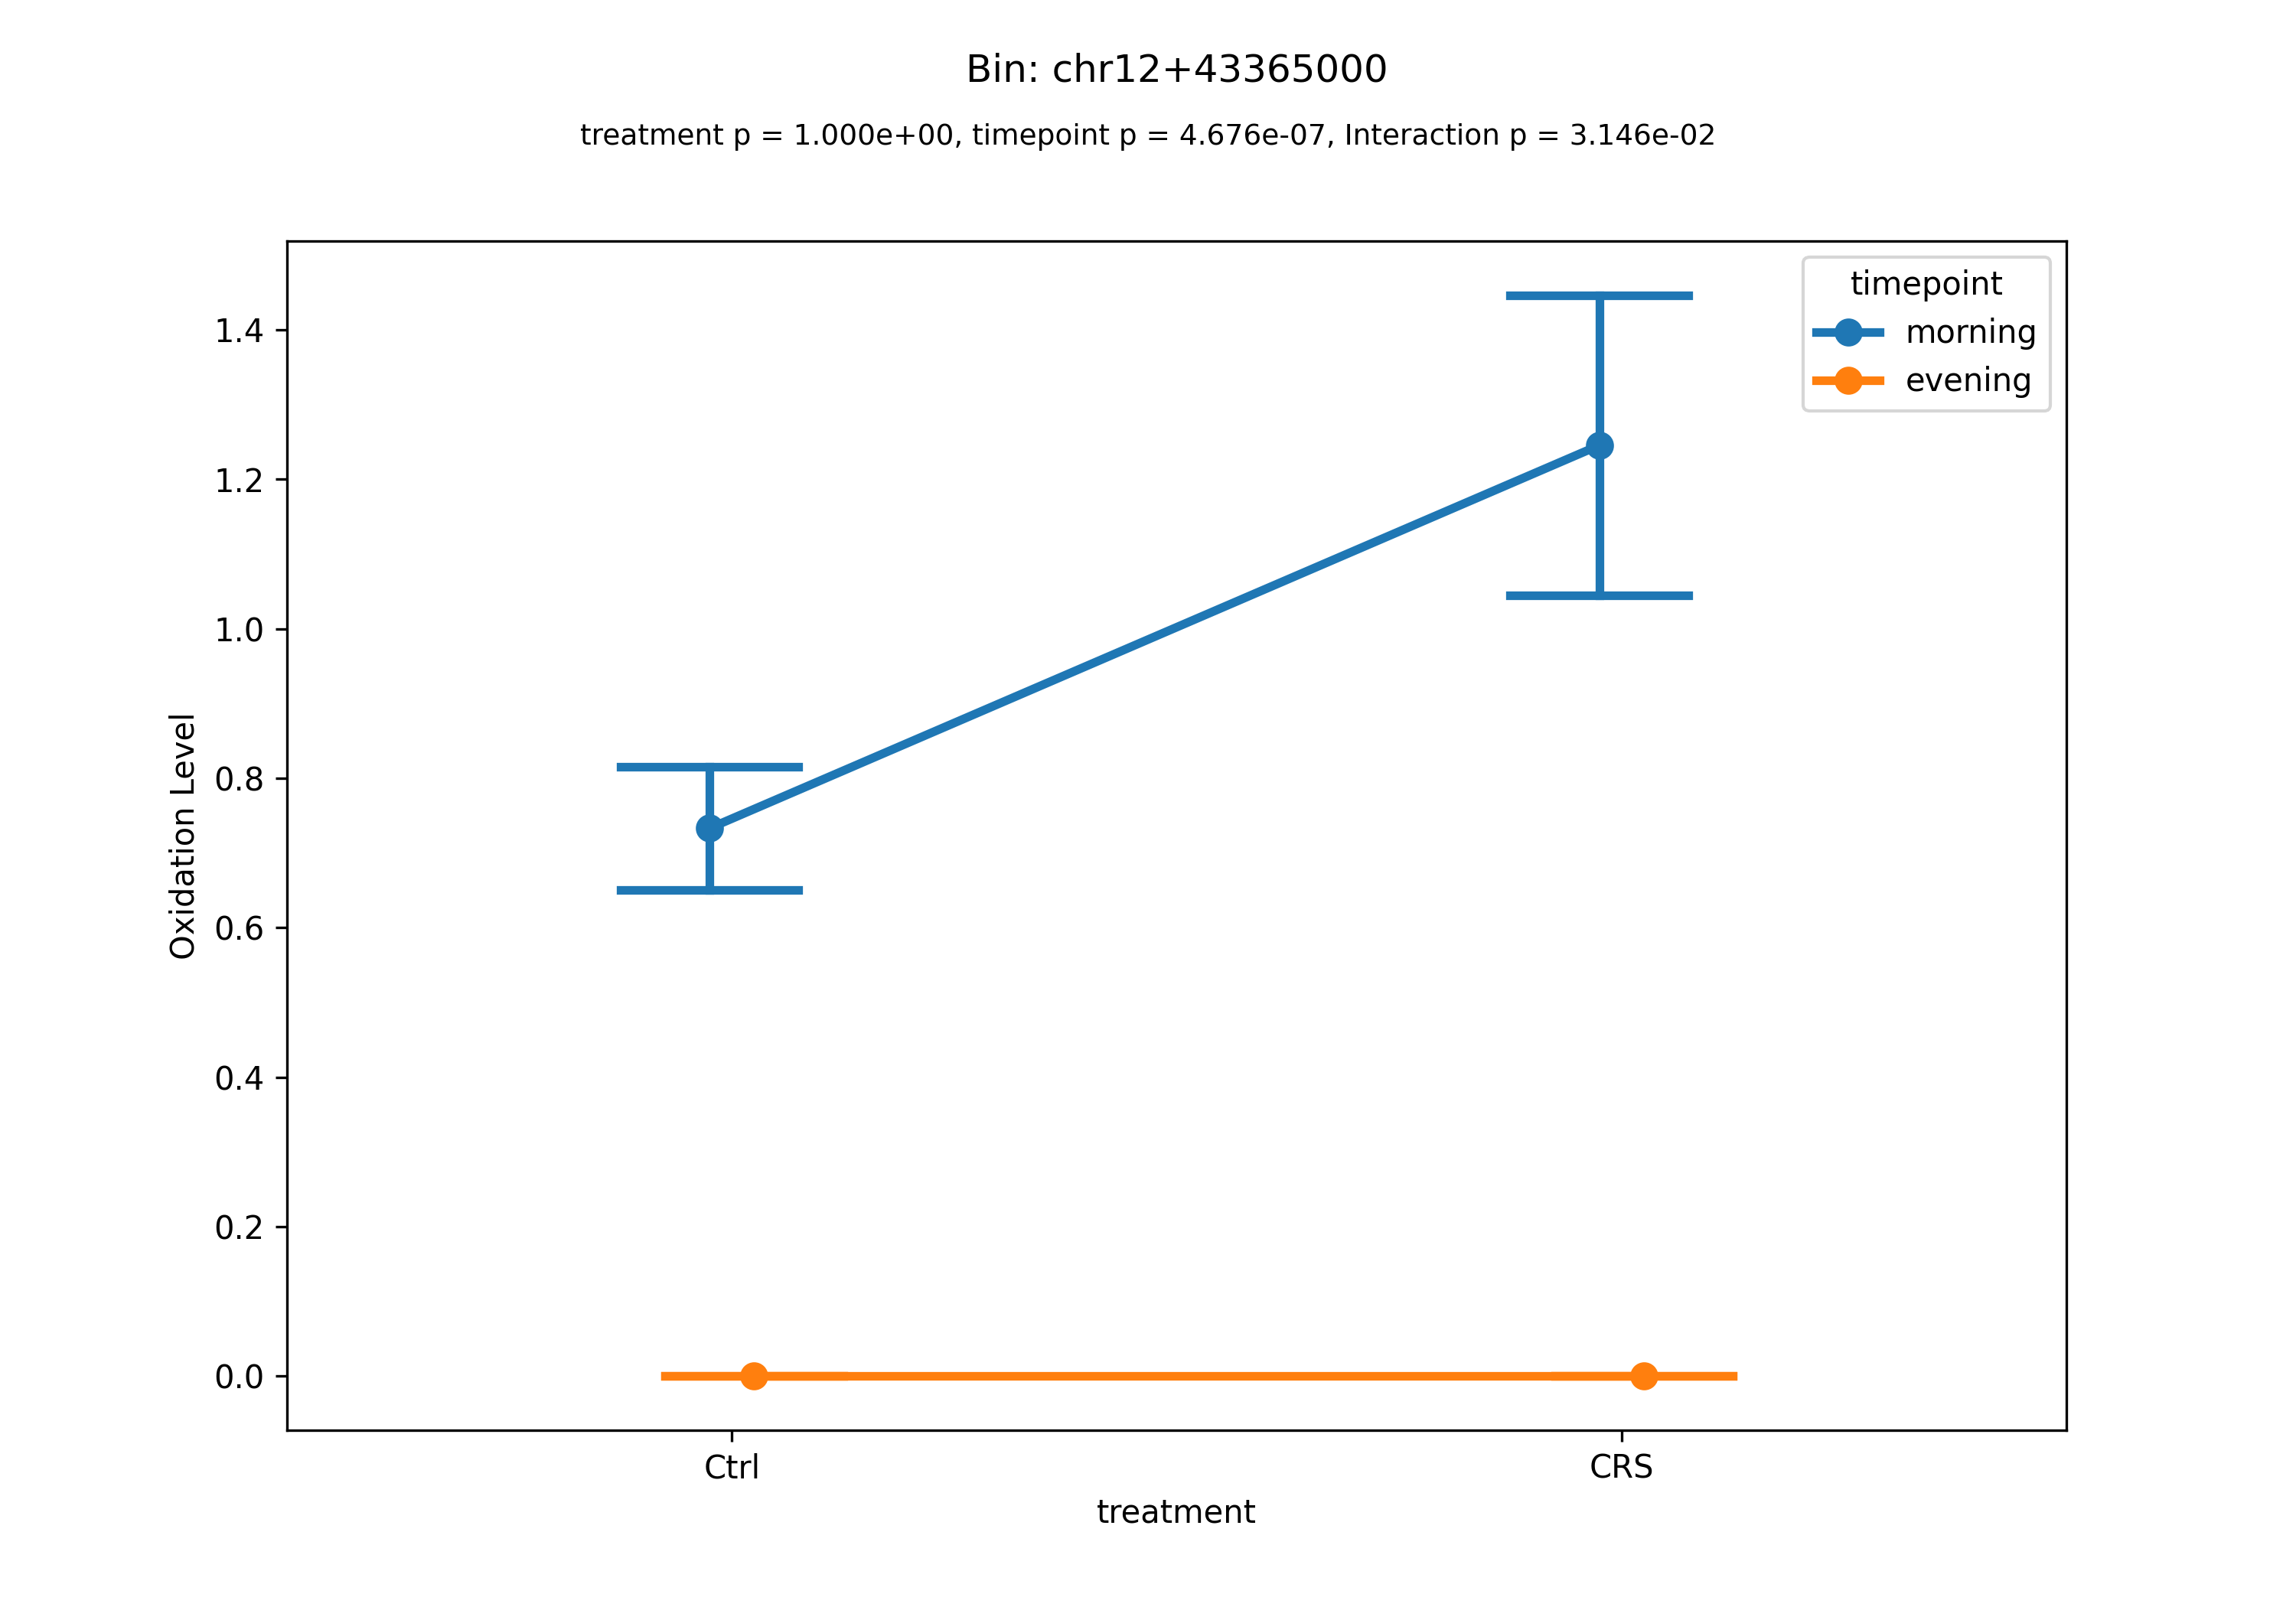 Bin: chr12+43365000
treatment p = 1.000e+00, timepoint p = 4.676e-07, Interaction p = 3.146e-02
timepoint
morning
evening
1.4
1.2
1.0
0.8
0.6
0.4
0.2
0.0
Oxidation Level
Ctrl
CRS
treatment